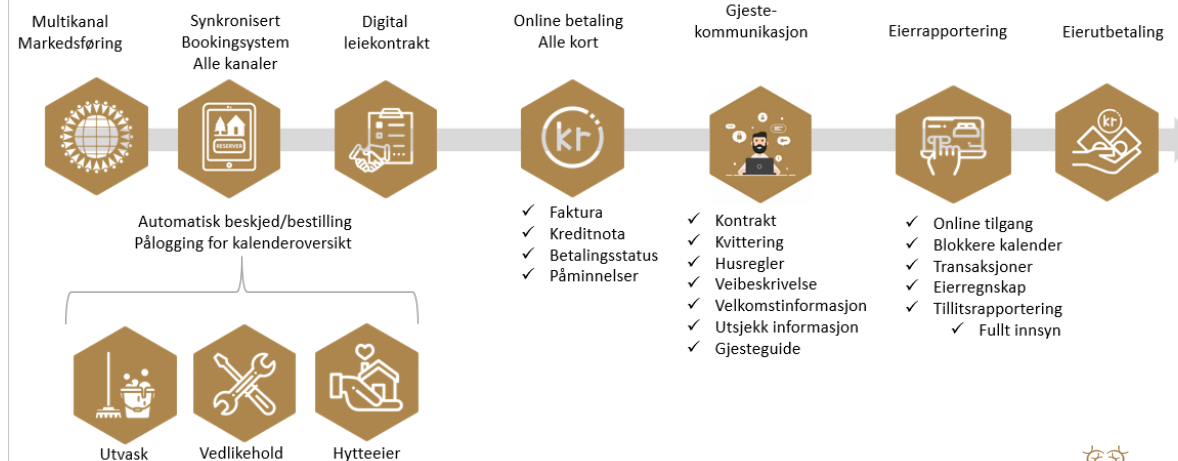 Multikanal
Markedsføring
Synkronisert
Bookingsystem
Alle kanaler
Digital
leiekontrakt
Online betaling
Alle kort
Gjeste-
kommunikasjon
Eierrapportering
Eierutbetaling
RESERVER
kr
kr
Automatisk beskjed/bestilling
Pålogging for kalenderoversikt
✓ Faktura
✓ Kreditnota
✓ Betalingsstatus
✓ Påminnelser
✓ Kontrakt
✓ Kvittering
✓ Husregler
✓ Veibeskrivelse
✓ Velkomstinformasjon
✓ Utsjekk informasjon
✓ Gjesteguide
✓ Online tilgang
✓ Blokkere kalender
✓ Transaksjoner
✓ Eierregnskap
✓ Tillitsrapportering
✓ Fullt innsyn
Utvask
Vedlikehold
Hytteeier